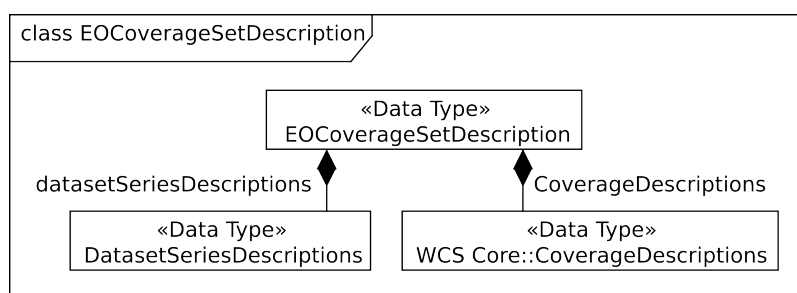 class EOCoverageSetDescription
«Data Type»
EOCoverageSetDescription
datasetSeriesDescriptions
CoverageDescriptions
«Data Type»
DatasetSeriesDescriptions
«Data Type»
WCS Core::CoverageDescriptions